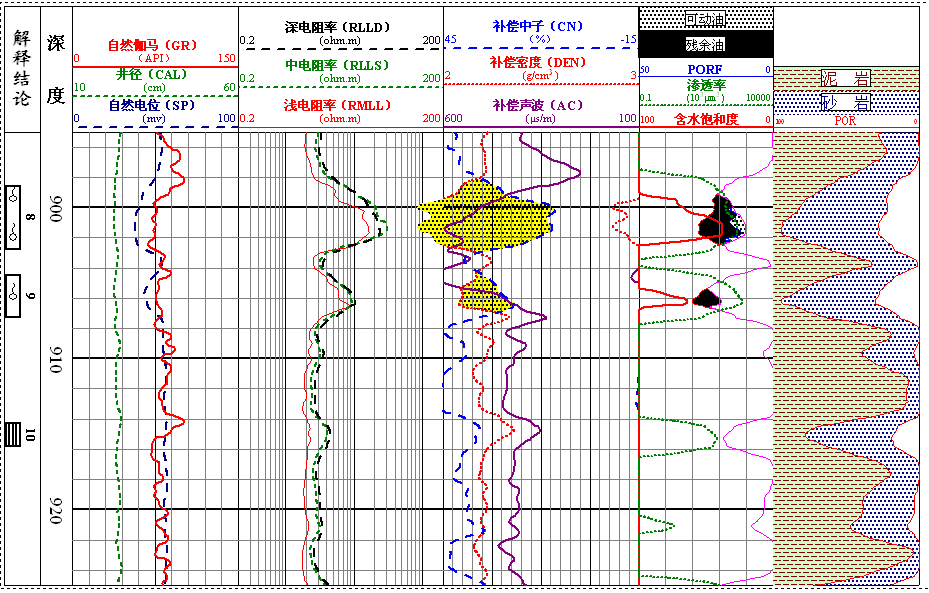 解释结论
深度
自然伽马 (GR)
0 (API) 150
井径 (CAL)
10 (cm) 60
自然电位 (SP)
0 (mv) 100
深电阻率 (RLLD)
0.2 (ohm.m) 200
中电阻率 (RLLS)
0.2 (ohm.m) 200
浅电阻率 (RMLL)
0.2 (ohm.m) 200
补偿中子 (CN)
45 (%) -15
补偿密度 (DEN)
2 (g/cm³) 3
补偿声波 (AC)
600 (μs/m) 100
可动油
残余油
PORF
50 0
渗透率
0.1 (10 μm²) 10000
含水饱和度
100 0
泥 岩
砂 岩
POR
100 0
8
900
9
910
10
920